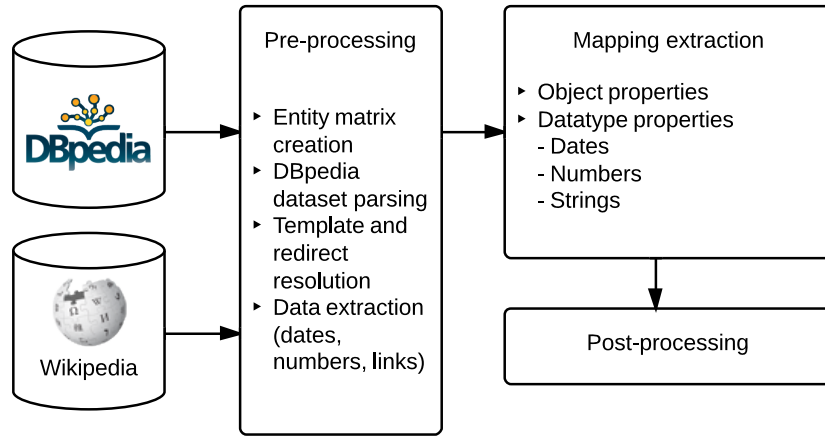 DBpedia
Wikipedia
Pre-processing
‣ Entity matrix
creation
‣ DBpedia
dataset parsing
‣ Template and
redirect
resolution
‣ Data extraction
(dates,
numbers, links)
Mapping extraction
‣ Object properties
‣ Datatype properties
- Dates
- Numbers
- Strings
Post-processing